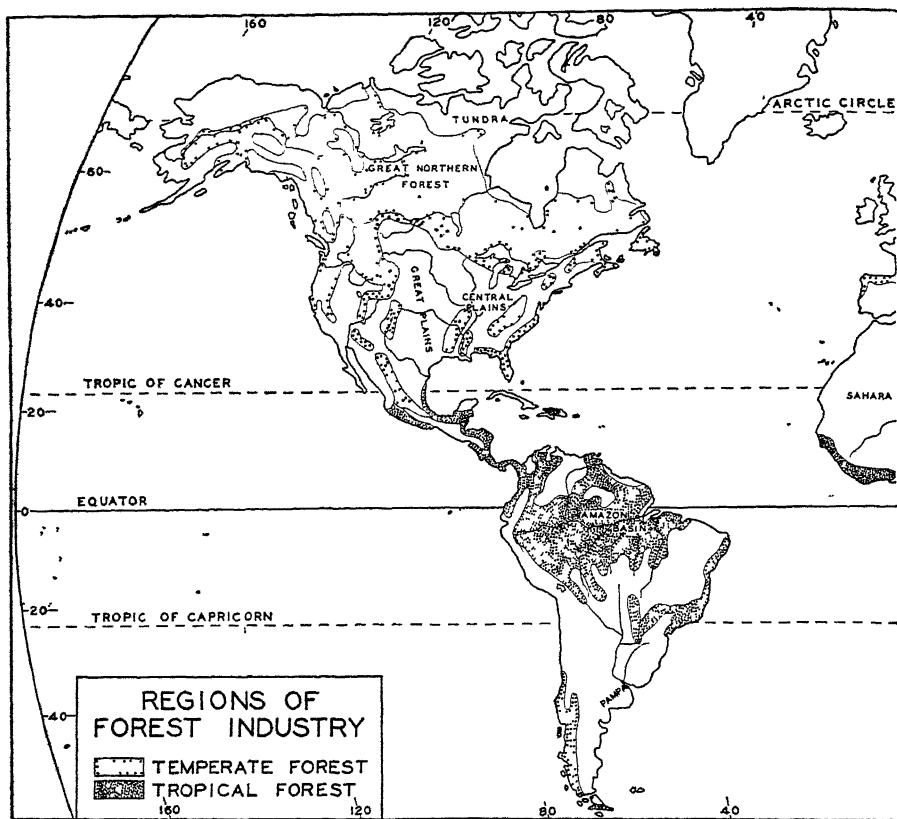 160 120 80 40
ARCTIC CIRCLE
TUNDRA
60
GREAT NORTHERN
FOREST
40
GREAT PLAINS
CENTRAL
PLAINS
TROPIC OF CANCER
SAHARA
20
EQUATOR
0
AMAZON
BASIN
20
TROPIC OF CAPRICORN
PAMPA
40
REGIONS OF
FOREST INDUSTRY
TEMPERATE FOREST
TROPICAL FOREST
160 120 80 40